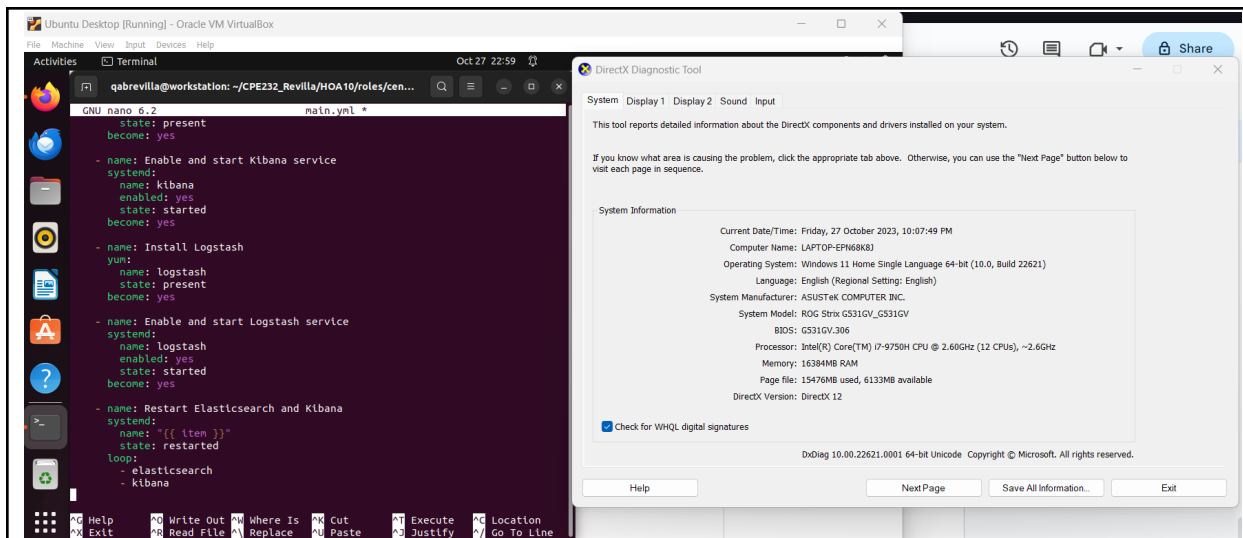 Ubuntu Desktop [Running] - Oracle VM VirtualBox
File Machine View Input Devices Help
Activities Terminal Oct 27 22:59
qabrevilla@workstation: ~/CPE232_Revilla/HOA10/roles/cen...
GNU nano 6.2 main.yml *
state: present
become: yes
- name: Enable and start Kibana service
systemd:
name: kibana
enabled: yes
state: started
become: yes
- name: Install Logstash
yum:
name: logstash
state: present
become: yes
- name: Enable and start Logstash service
systemd:
name: logstash
enabled: yes
state: started
become: yes
- name: Restart Elasticsearch and Kibana
systemd:
name: "{{ item }}"
state: restarted
loop:
- elasticsearch
- kibana
^G Help ^O Write Out ^W Where Is ^K Cut ^T Execute ^C Location
^X Exit ^R Read File ^\ Replace ^U Paste ^J Justify ^/ Go To Line
Share
DirectX Diagnostic Tool
System Display 1 Display 2 Sound Input
This tool reports detailed information about the DirectX components and drivers installed on your system.
If you know what area is causing the problem, click the appropriate tab above. Otherwise, you can use the "Next Page" button below to
visit each page in sequence.
System Information
Current Date/Time: Friday, 27 October 2023, 10:07:49 PM
Computer Name: LAPTOP-EPN68K8J
Operating System: Windows 11 Home Single Language 64-bit (10.0, Build 22621)
Language: English (Regional Setting: English)
System Manufacturer: ASUSTeK COMPUTER INC.
System Model: ROG Strix G531GV_G531GV
BIOS: G531GV.306
Processor: Intel(R) Core(TM) i7-9750H CPU @ 2.60GHz (12 CPUs), ~2.6GHz
Memory: 16384MB RAM
Page file: 15476MB used, 6133MB available
DirectX Version: DirectX 12
Check for WHQL digital signatures
DxDiag 10.00.22621.0001 64-bit Unicode Copyright © Microsoft. All rights reserved.
Help Next Page Save All Information... Exit